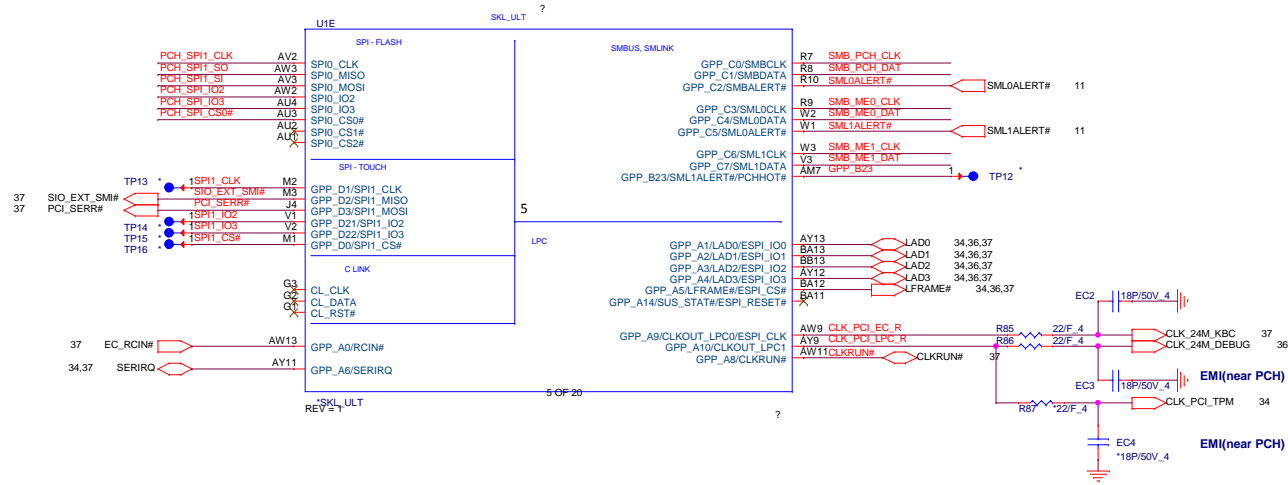 ?
U1E
SKL_ULT
SPI - FLASH
SMBUS, SMLINK
PCH_SPI1_CLK AV2 SPI0_CLK
PCH_SPI1_SO AW3 SPI0_MISO
PCH_SPI1_SI AV3 SPI0_MOSI
PCH_SPI1_IO2 AW2 SPI0_IO2
PCH_SPI1_IO3 AU4 SPI0_IO3
PCH_SPI1_CS0# AU3 SPI0_CS0#
AU2 SPI0_CS1#
AU1 SPI0_CS2#
GPP_C0/SMBCLK R7 SMB_PCH_CLK
GPP_C1/SMBDATA R8 SMB_PCH_DAT
GPP_C2/SMBALERT# R10 SML0ALERT# SML0ALERT# 11
GPP_C3/SML0CLK R9 SMB_ME0_CLK
GPP_C4/SML0DATA W2 SMB_ME0_DAT
GPP_C5/SML0ALERT# W1 SML1ALERT# SML1ALERT# 11
GPP_C6/SML1CLK W3 SMB_ME1_CLK
GPP_C7/SML1DATA V3 SMB_ME1_DAT
GPP_B23/SML1ALERT#/PCHHOT# AM7 GPP_B23 1 TP12 *
SPI - TOUCH
TP13 * 1 SPI1_CLK M2 GPP_D1/SPI1_CLK
37 SIO_EXT_SMI# SIO_EXT_SMI# M3 GPP_D2/SPI1_MISO
37 PCI_SERR# PCI_SERR# J4 GPP_D3/SPI1_MOSI
TP14 * 1 SPI1_IO2 V1 GPP_D21/SPI1_IO2
TP15 * 1 SPI1_IO3 V2 GPP_D22/SPI1_IO3
TP16 * 1 SPI1_CS# M1 GPP_D0/SPI1_CS#
5
LPC
C LINK
G3 CL_CLK
G2 CL_DATA
G1 CL_RST#
GPP_A1/LAD0/ESPI_IO0 AY13 LAD0 34,36,37
GPP_A2/LAD1/ESPI_IO1 BA13 LAD1 34,36,37
GPP_A3/LAD2/ESPI_IO2 BB13 LAD2 34,36,37
GPP_A4/LAD3/ESPI_IO3 AY12 LAD3 34,36,37
GPP_A5/LFRAME#/ESPI_CS# BA12 LFRAME# 34,36,37
GPP_A14/SUS_STAT#/ESPI_RESET# BA11
EC2 18P/50V_4
37 EC_RCIN# AW13 GPP_A0/RCIN#
34,37 SERIRQ AY11 GPP_A6/SERIRQ
GPP_A9/CLKOUT_LPC0/ESPI_CLK AW9 CLK_PCI_EC_R R85 22/F_4 CLK_24M_KBC 37
GPP_A10/CLKOUT_LPC1 AY9 CLK_PCI_LPC_R R86 22/F_4 CLK_24M_DEBUG 36
GPP_A8/CLKRUN# AW11 CLKRUN# CLKRUN# 37
EC3 18P/50V_4 EMI(near PCH)
R87 *22/F_4 CLK_PCI_TPM 34
5 OF 20
*SKL_ULT
REV = 1
?
EC4 EMI(near PCH)
*18P/50V_4